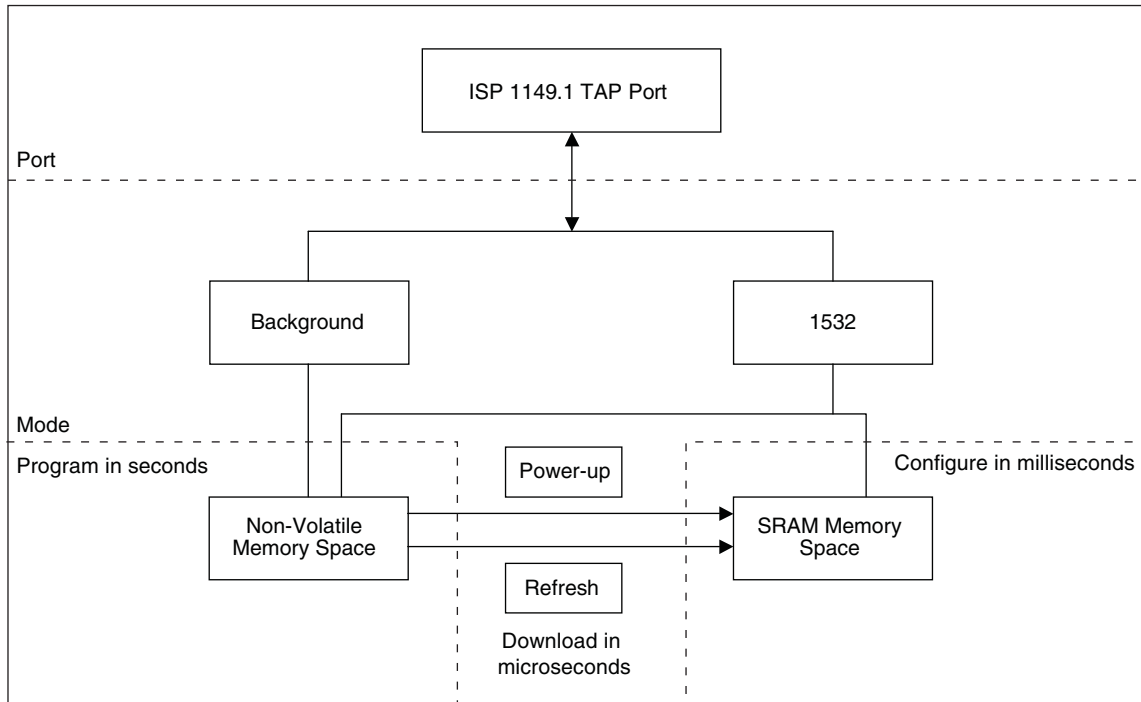 ISP 1149.1 TAP Port
Port
Background
1532
Mode
Program in seconds
Power-up
Configure in milliseconds
Non-Volatile
Memory Space
SRAM Memory
Space
Refresh
Download in
microseconds